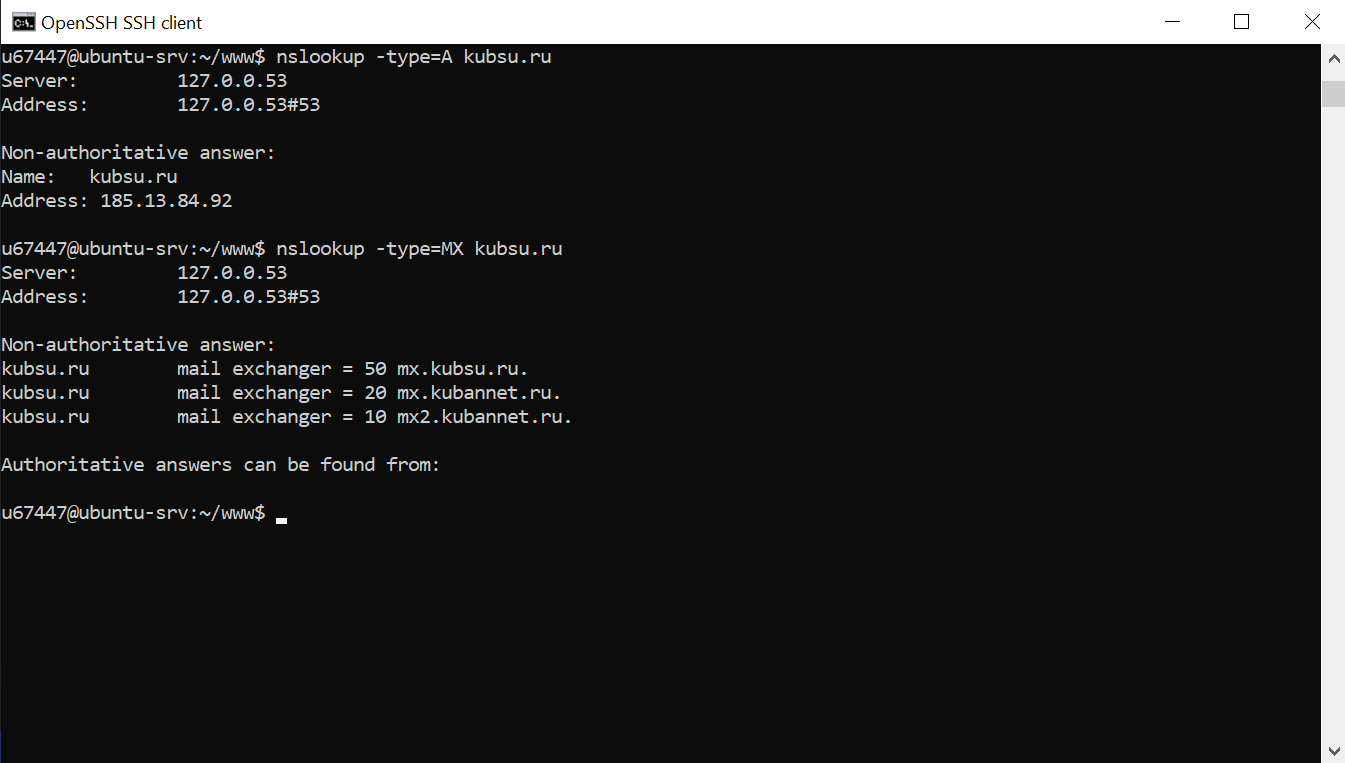 OpenSSH SSH client
u67447@ubuntu-srv:~/www$ nslookup -type=A kubsu.ru
Server:         127.0.0.53
Address:        127.0.0.53#53
Non-authoritative answer:
Name:   kubsu.ru
Address: 185.13.84.92
u67447@ubuntu-srv:~/www$ nslookup -type=MX kubsu.ru
Server:         127.0.0.53
Address:        127.0.0.53#53
Non-authoritative answer:
kubsu.ru        mail exchanger = 50 mx.kubsu.ru.
kubsu.ru        mail exchanger = 20 mx.kubannet.ru.
kubsu.ru        mail exchanger = 10 mx2.kubannet.ru.
Authoritative answers can be found from:
u67447@ubuntu-srv:~/www$